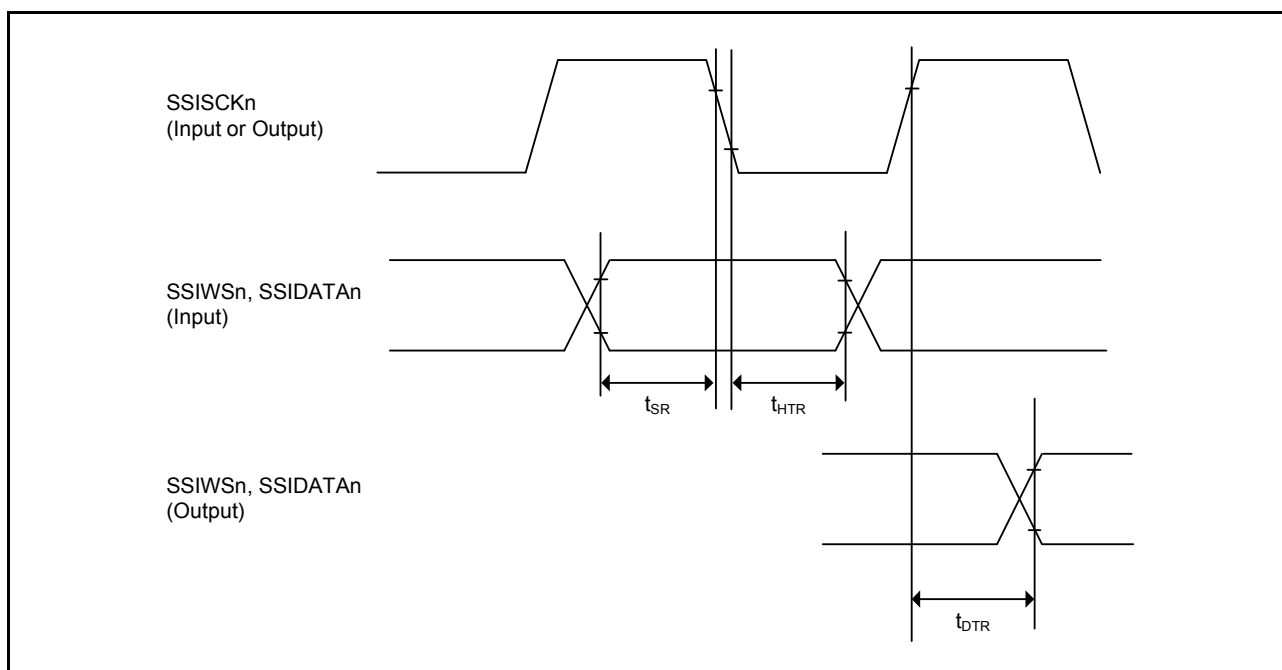 SSISCKn
(Input or Output)
SSIWSn, SSIDATAn
(Input)
tSR
tHTR
SSIWSn, SSIDATAn
(Output)
tDTR